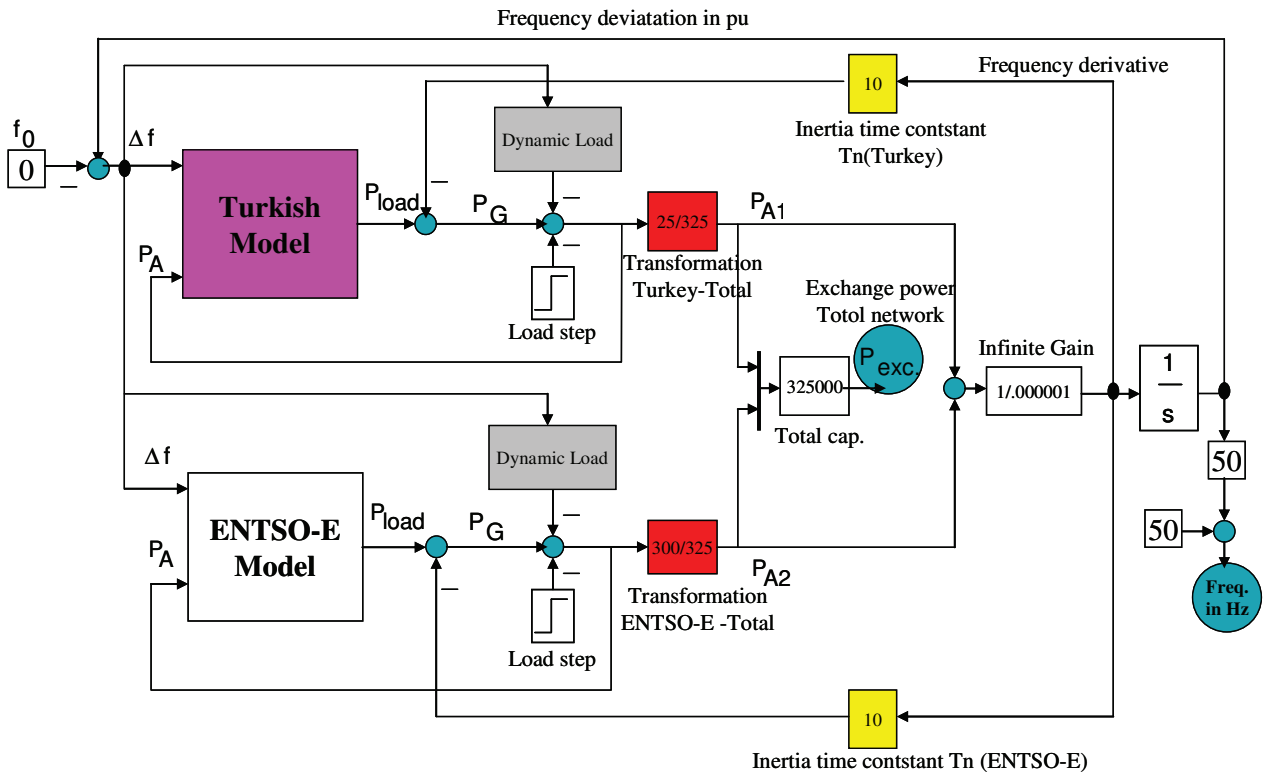 Frequency deviatation in pu
10
Frequency derivative
Inertia time contstant
Tn(Turkey)
f0
0
_
Δf
Dynamic Load
Turkish
Model
PA
Pload
_
PG
_
_
Load step
25/325
Transformation
Turkey-Total
PA1
Exchange power
Totol network
Pexc.
325000
Total cap.
Infinite Gain
1/.000001
1
s
50
50
Freq.
in Hz
Δf
Dynamic Load
ENTSO-E
Model
PA
Pload
_
PG
_
_
Load step
300/325
Transformation
ENTSO-E -Total
PA2
10
Inertia time contstant Tn (ENTSO-E)